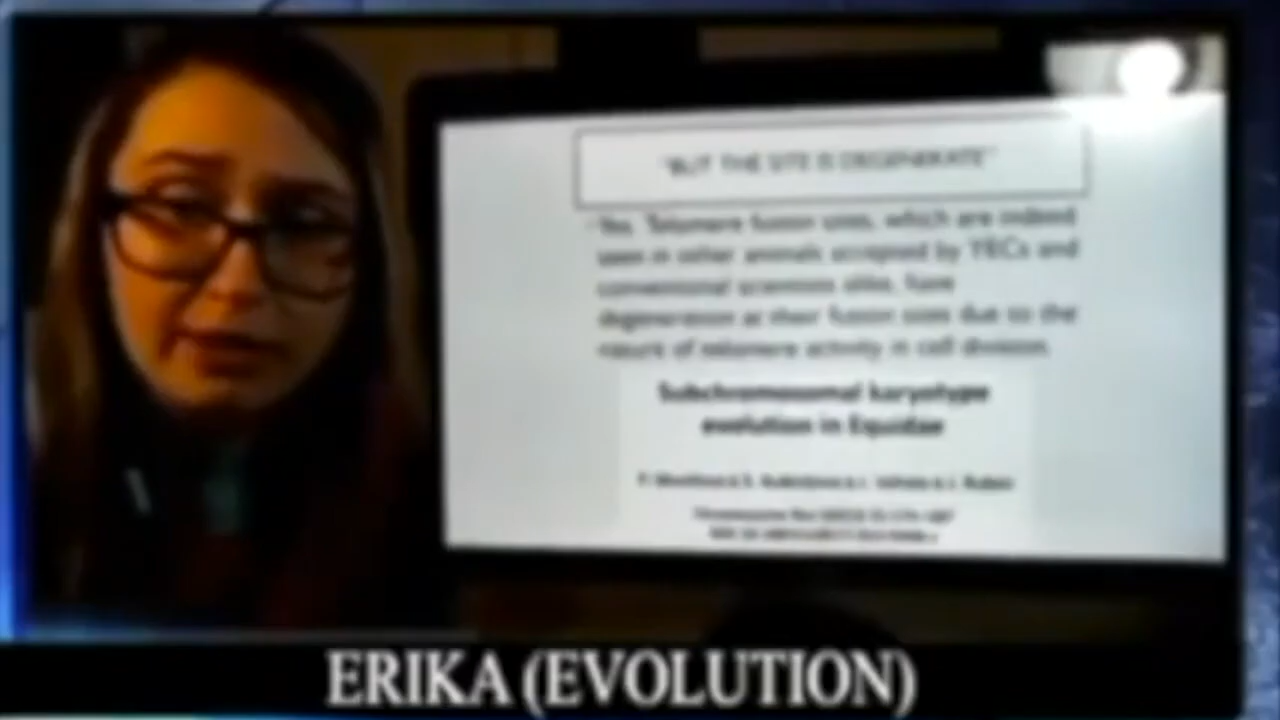 "BUT THE SITE IS DEGENERATE"
Yes. Telomere fusion sites, which are indeed
seen in other animals accepted by YECs and
conventional scientists alike, have
degeneration at their fusion sites due to the
nature of telomere activity in cell division.
Subchromosomal karyotype
evolution in Equidae
ERIKA (EVOLUTION)